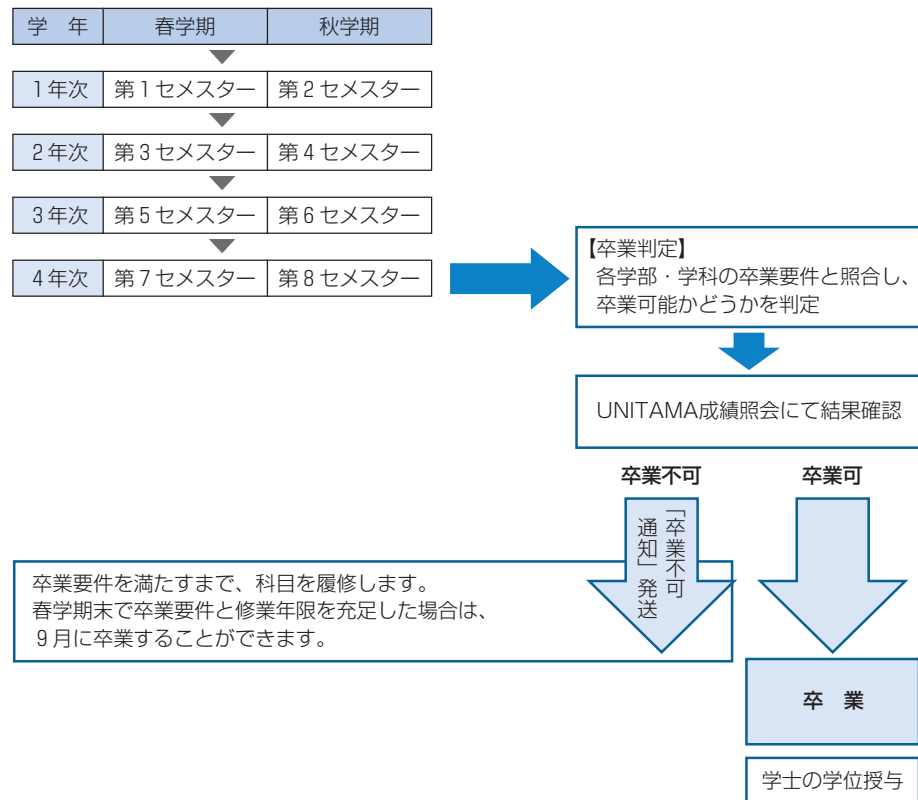 学　年　春学期　秋学期
1年次　第1セメスター　第2セメスター
2年次　第3セメスター　第4セメスター
3年次　第5セメスター　第6セメスター
4年次　第7セメスター　第8セメスター
【卒業判定】
各学部・学科の卒業要件と照合し、
卒業可能かどうかを判定
UNITAMA成績照会にて結果確認
卒業不可　卒業可
「卒業不可
通知」発送
卒業要件を満たすまで、科目を履修します。
春学期末で卒業要件と修業年限を充足した場合は、
9月に卒業することができます。
卒　業
学士の学位授与